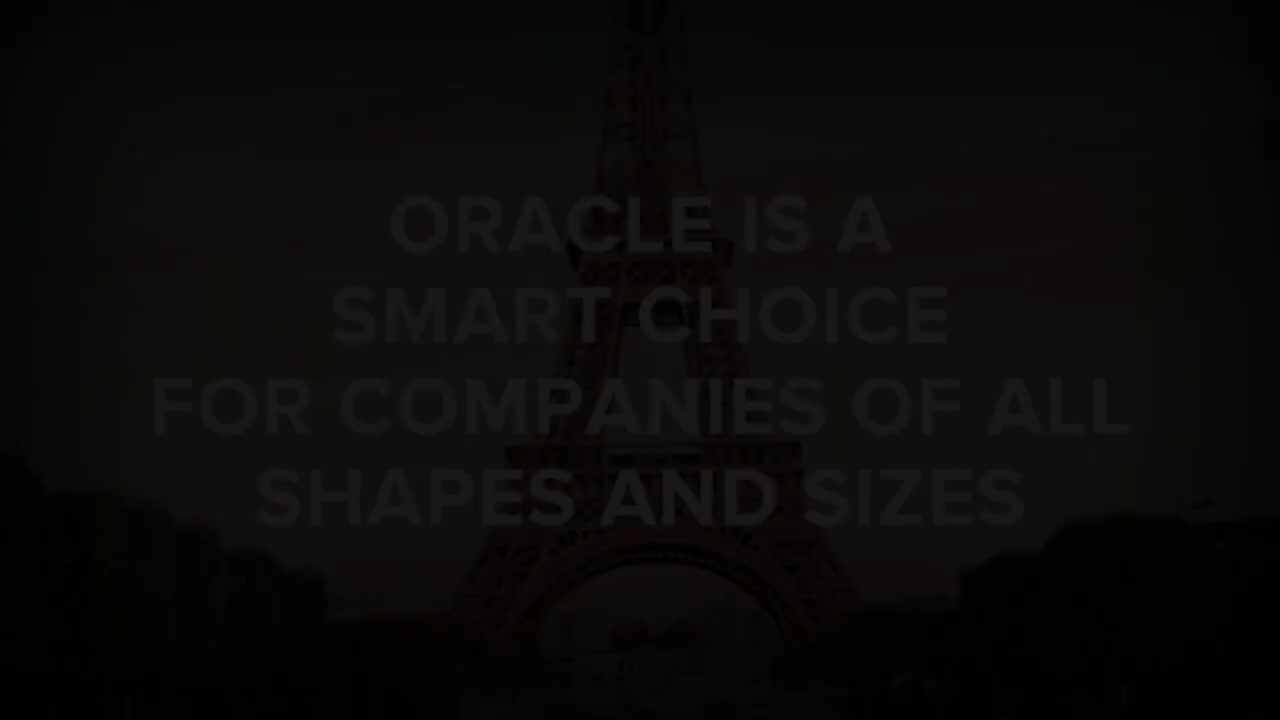 ORACLE IS A
SMART CHOICE
FOR COMPANIES OF ALL
SHAPES AND SIZES